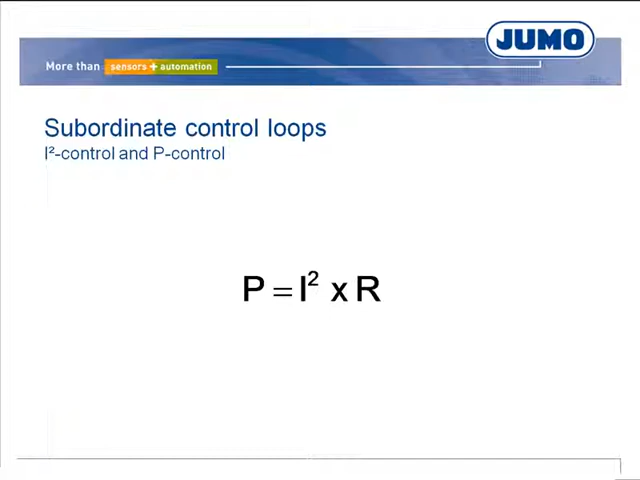 JUMO
More than sensors + automation
Subordinate control loops
I²-control and P-control
P = I² x R